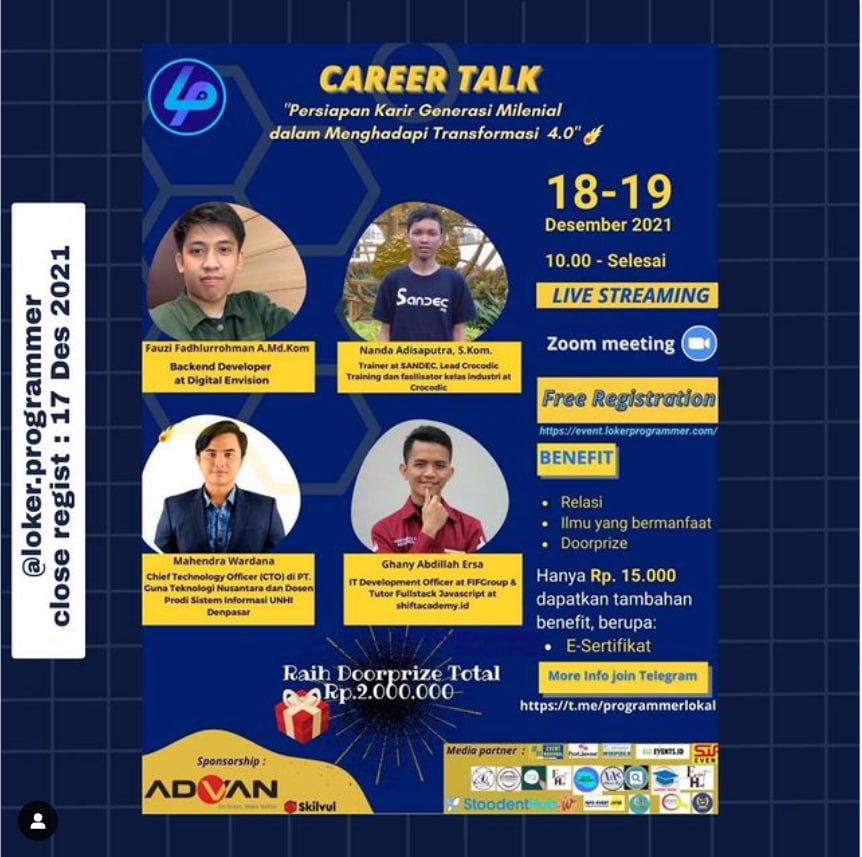 @loker.programmer
close regist : 17 Des 2021
CAREER TALK
"Persiapan Karir Generasi Milenial
dalam Menghadapi Transformasi 4.0"
18-19
Desember 2021
10.00 - Selesai
LIVE STREAMING
Zoom meeting
Free Registration
https://event.lokerprogrammer.com/
BENEFIT
• Relasi
• Ilmu yang bermanfaat
• Doorprize
Hanya Rp. 15.000
dapatkan tambahan
benefit, berupa:
• E-Sertifikat
More Info join Telegram
https://t.me/programmerlokal
Sandec
Fauzi Fadhlurrohman A.Md.Kom
Backend Developer
at Digital Envision
Nanda Adisaputra, S.Kom.
Trainer at SANDEC, Lead Crocodic
Training dan fasilisator kelas industri at
Crocodic
Mahendra Wardana
Chief Technology Officer (CTO) di PT.
Guna Teknologi Nusantara dan Dosen
Prodi Sistem Informasi UNHI
Denpasar
Ghany Abdillah Ersa
IT Development Officer at FIFGroup &
Tutor Fullstack Javascript at
shiftacademy.id
Raih Doorprize Total
Rp.2.000.000
Sponsorship :
ADVAN
Skilvul
Media partner :
EVENTS.ID
StoodentHub